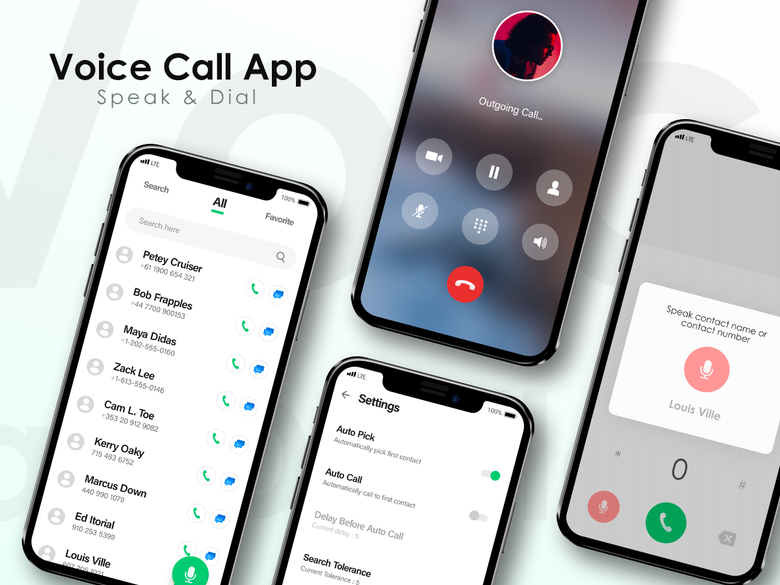 Voice Call App
Speak & Dial
LTE
100%
Search
All
Favorite
Search here
Petey Cruiser
+61 1900 654 321
Bob Frapples
+44 7700 900153
Maya Didas
+1-202-555-0160
Zack Lee
+1-613-555-0146
Cam L. Toe
+353 20 912 9082
Kerry Oaky
715 483 6752
Marcus Down
440 990 1079
Ed Itorial
910 253 5399
Louis Ville
Outgoing Call...
LTE
100%
Settings
Auto Pick
Automatically pick first contact
Auto Call
Automatically call to first contact
Delay Before Auto Call
Current delay : 5
Search Tolerance
Current Tolerance : 5
LTE
Speak contact name or
contact number
Louis Ville
* 0 #